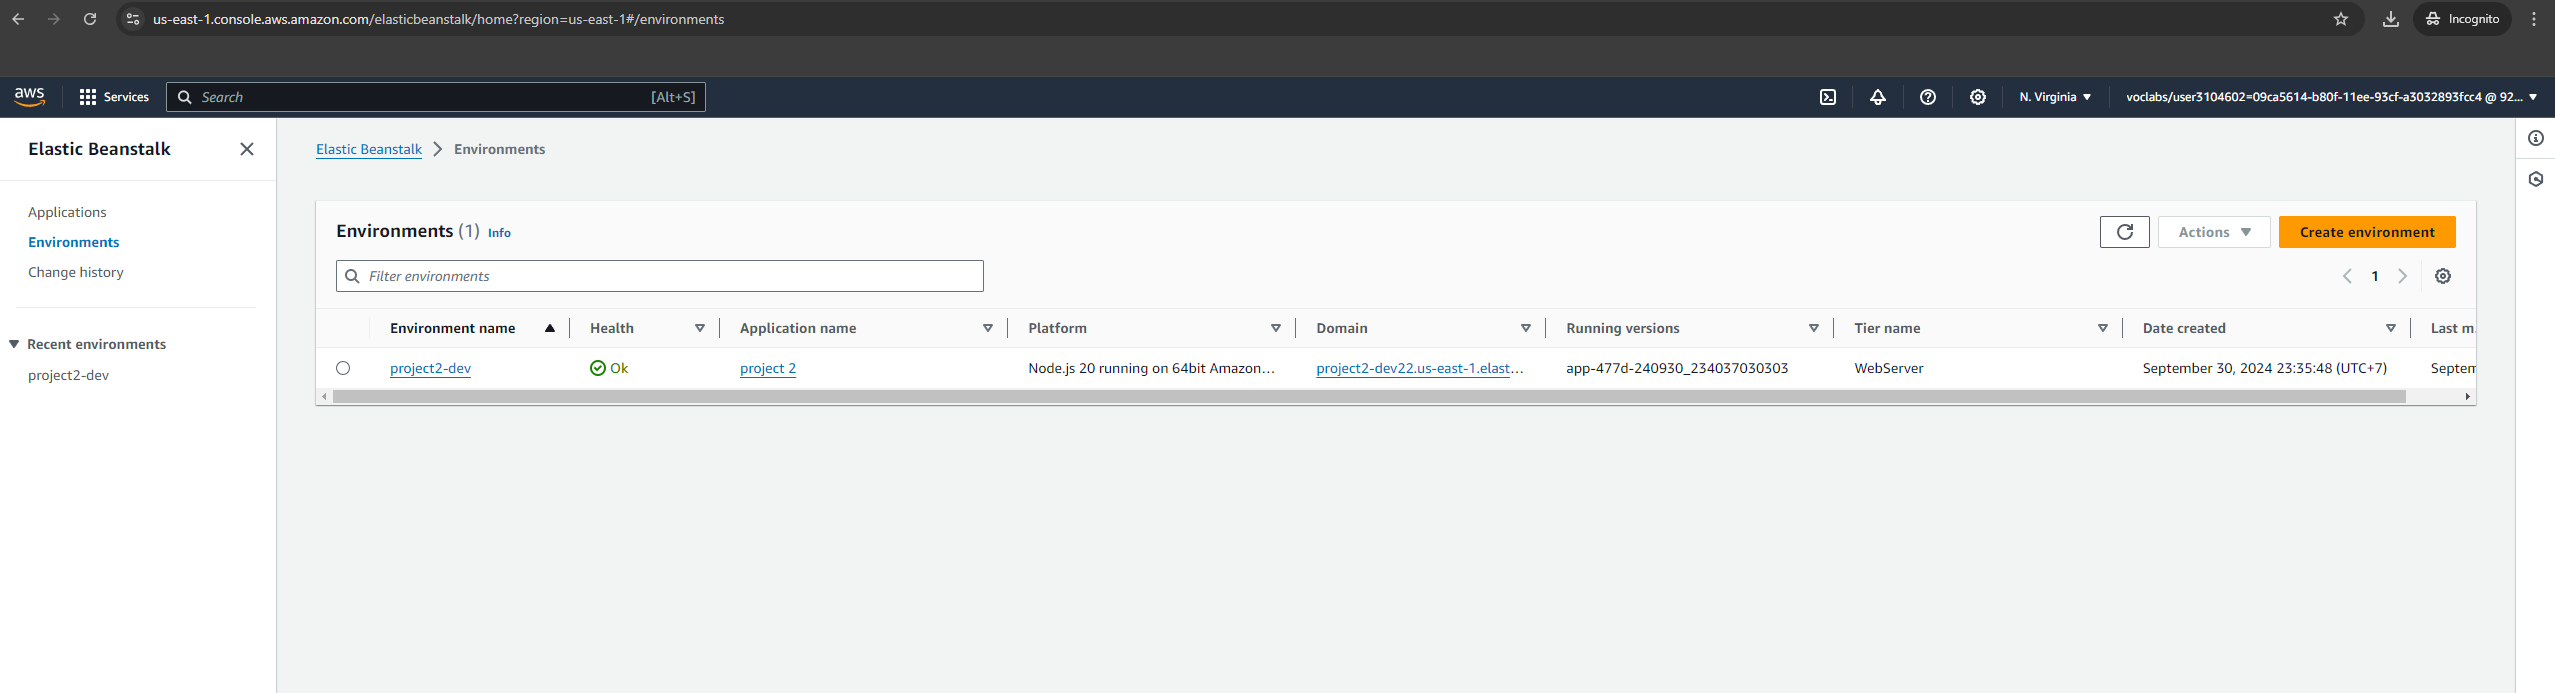 us-east-1.console.aws.amazon.com/elasticbeanstalk/home?region=us-east-1#/environments
Incognito
aws
Services
Search
[Alt+S]
N. Virginia
voclabs/user3104602=09ca5614-b80f-11ee-93cf-a3032893fcc4 @ 92...
Elastic Beanstalk
Applications
Environments
Change history
Recent environments
project2-dev
Elastic Beanstalk > Environments
Environments (1) Info
Actions
Create environment
Filter environments
1
Environment name Health Application name Platform Domain Running versions Tier name Date created Last m.
project2-dev Ok project 2 Node.js 20 running on 64bit Amazon... project2-dev22.us-east-1.elast... app-477d-240930_234037030303 WebServer September 30, 2024 23:35:48 (UTC+7) Septem